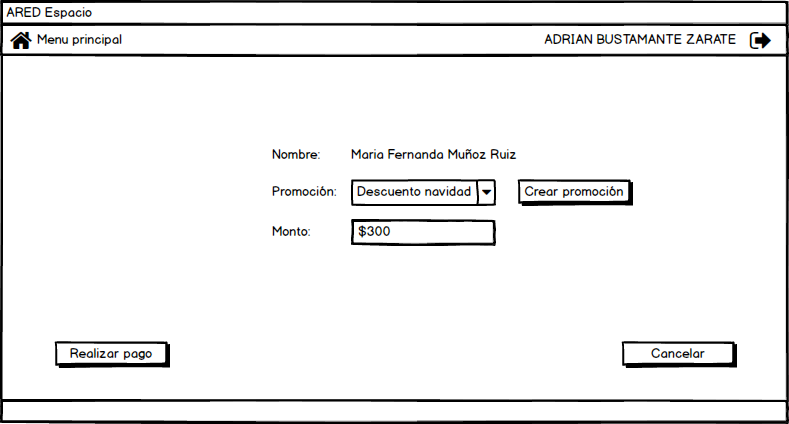 ARED Espacio
Menu principal ADRIAN BUSTAMANTE ZARATE
Nombre: Maria Fernanda Muñoz Ruiz
Promoción: Descuento navidad Crear promoción
Monto: $300
Realizar pago Cancelar